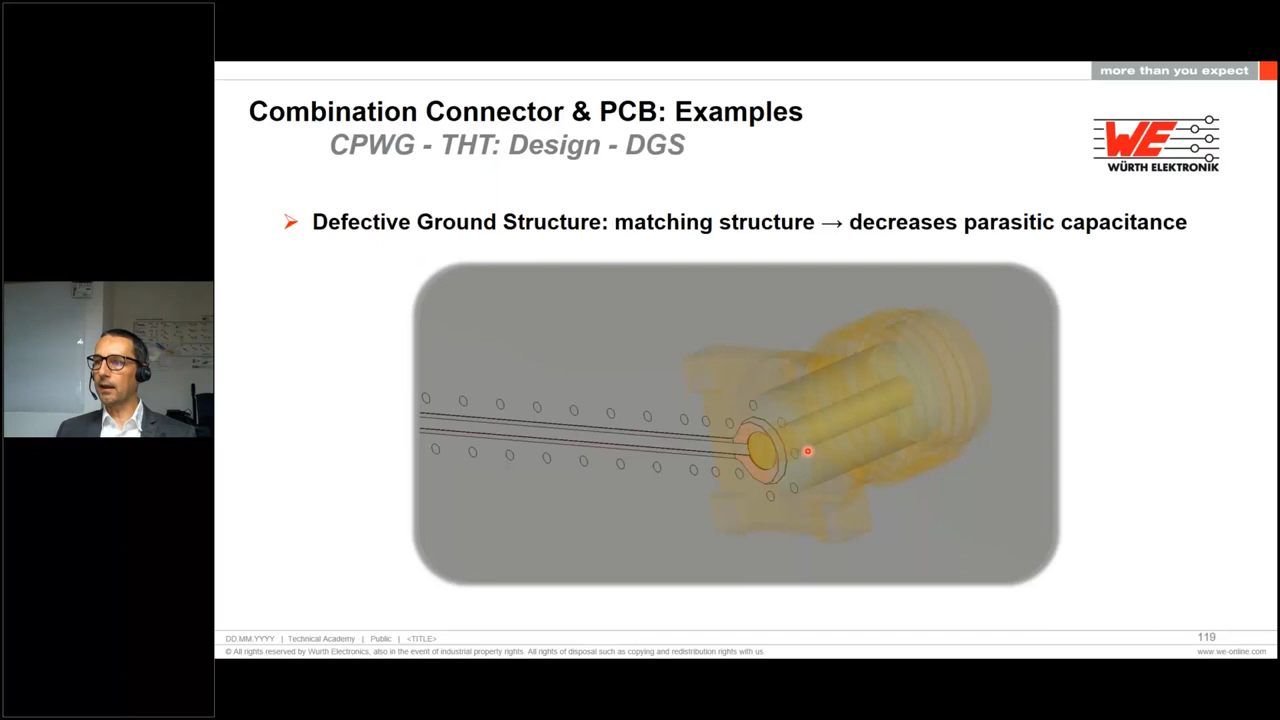 more than you expect
Combination Connector & PCB: Examples
CPWG - THT: Design - DGS
WE
WÜRTH ELEKTRONIK
➢ Defective Ground Structure: matching structure → decreases parasitic capacitance
DD.MM.YYYY | Technical Academy | Public | <TITLE>
119
© All rights reserved by Wurth Electronics, also in the event of industrial property rights. All rights of disposal such as copying and redistribution rights with us.
www.we-online.com